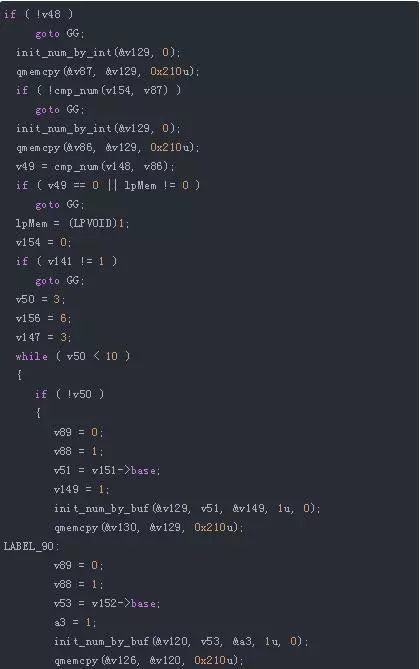 if ( !v48 )
goto GG;
init_num_by_int(&v129, 0);
qmemcpy(&v87, &v129, 0x210u);
if ( !cmp_num(v154, v87) )
goto GG;
init_num_by_int(&v129, 0);
qmemcpy(&v86, &v129, 0x210u);
v49 = cmp_num(v148, v86);
if ( v49 == 0 || lpMem != 0 )
goto GG;
lpMem = (LPVOID)1;
v154 = 0;
if ( v141 != 1 )
goto GG;
v50 = 3;
v156 = 6;
v147 = 3;
while ( v50 < 10 )
{
if ( !v50 )
{
v89 = 0;
v88 = 1;
v51 = v151->base;
v149 = 1;
init_num_by_buf(&v129, v51, &v149, 1u, 0);
qmemcpy(&v130, &v129, 0x210u);
LABEL_90:
v89 = 0;
v88 = 1;
v53 = v152->base;
a3 = 1;
init_num_by_buf(&v120, v53, &a3, 1u, 0);
qmemcpy(&v126, &v120, 0x210u);